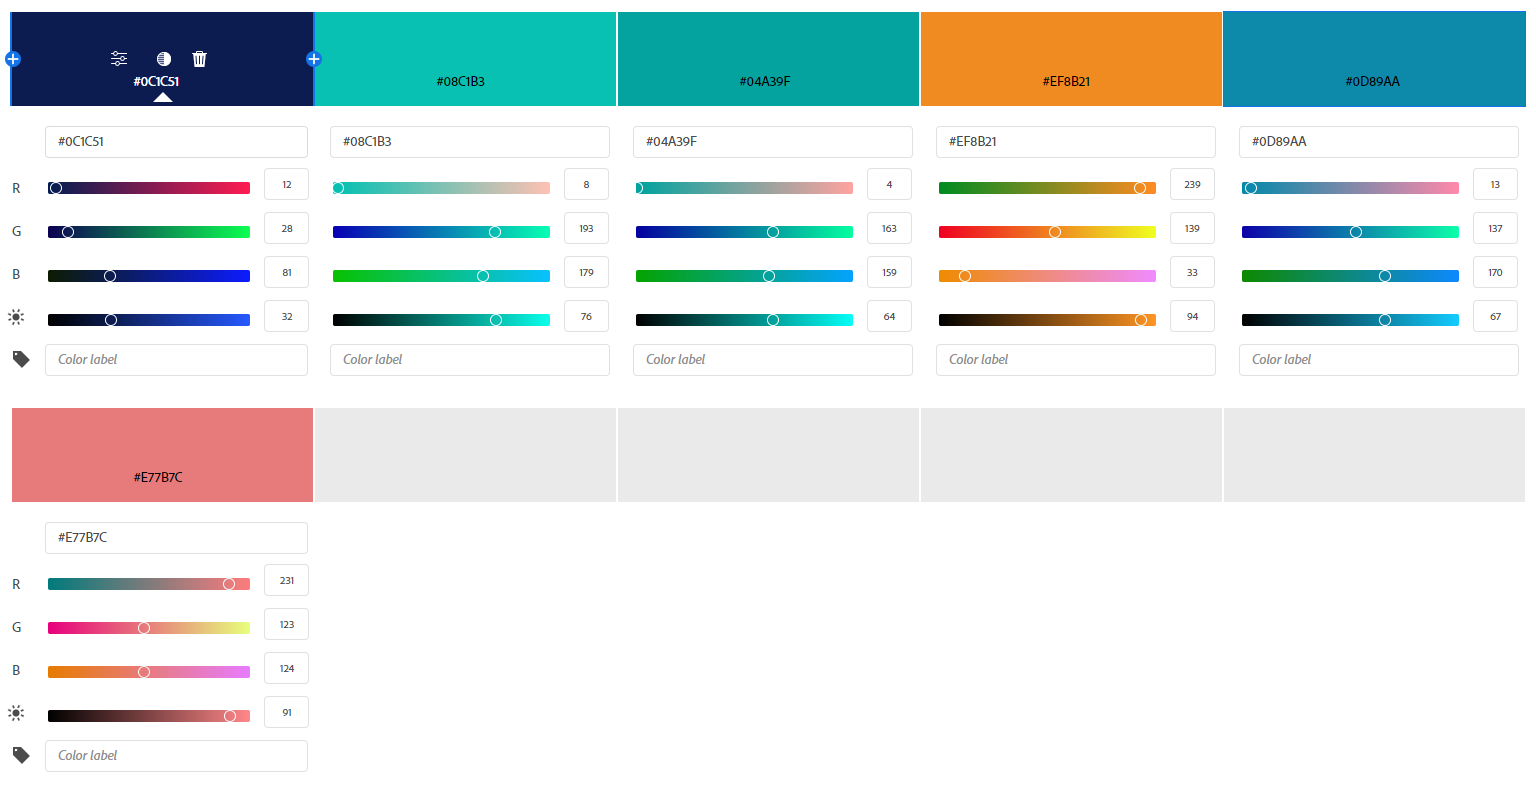 #0C1C51 #08C1B3 #04A39F #EF8B21 #0D89AA
#0C1C51 #08C1B3 #04A39F #EF8B21 #0D89AA
R 12 8 4 239 13
G 28 193 163 139 137
B 81 179 159 33 170
32 76 64 94 67
Color label Color label Color label Color label Color label
#E77B7C
#E77B7C
R 231
G 123
B 124
91
Color label